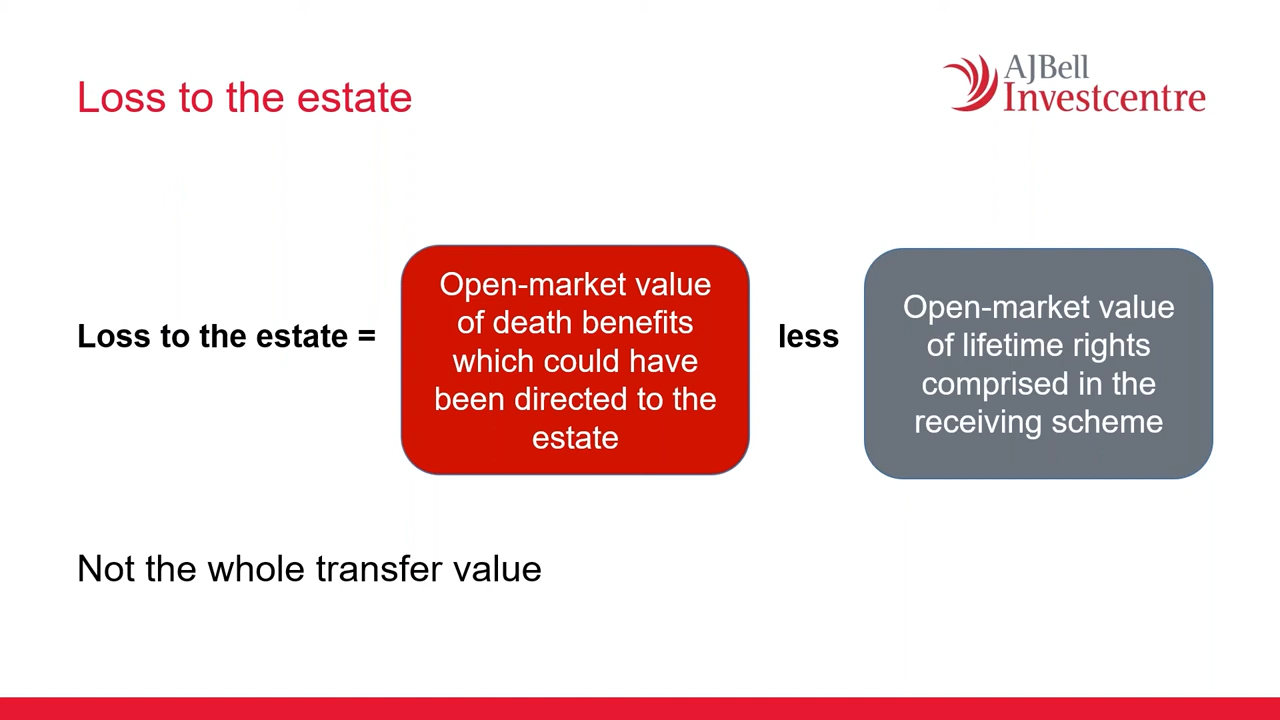 Loss to the estate
AJBell
Investcentre
Loss to the estate =
Open-market value
of death benefits
which could have
been directed to the
estate
less
Open-market value
of lifetime rights
comprised in the
receiving scheme
Not the whole transfer value